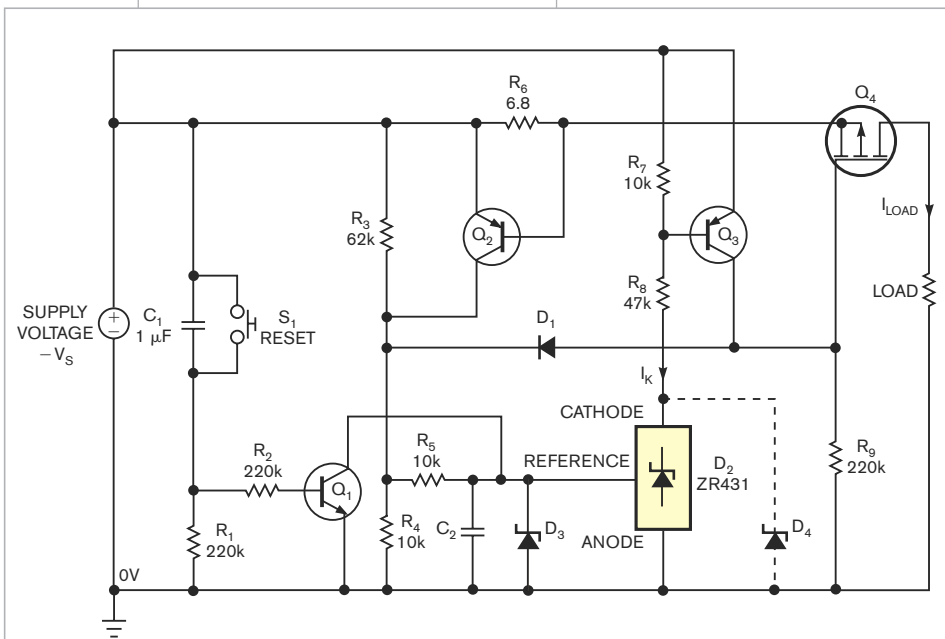 R6
6.8
Q4
R7
10k
ILOAD
R3
62k
Q2
Q3
R8
47k
LOAD
SUPPLY
VOLTAGE
−VS
C1
1 µF
S1
RESET
D1
IK
CATHODE
R2
220k
R5
10k
REFERENCE
D2
ZR431
R9
220k
Q1
R1
220k
R4
10k
C2
D3
ANODE
D4
0V